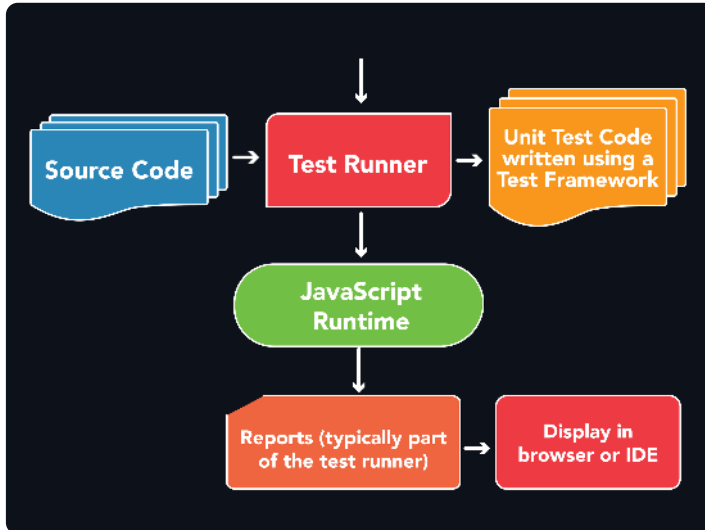 Source Code
Test Runner
Unit Test Code
written using a
Test Framework
JavaScript
Runtime
Reports (typically part
of the test runner)
Display in
browser or IDE